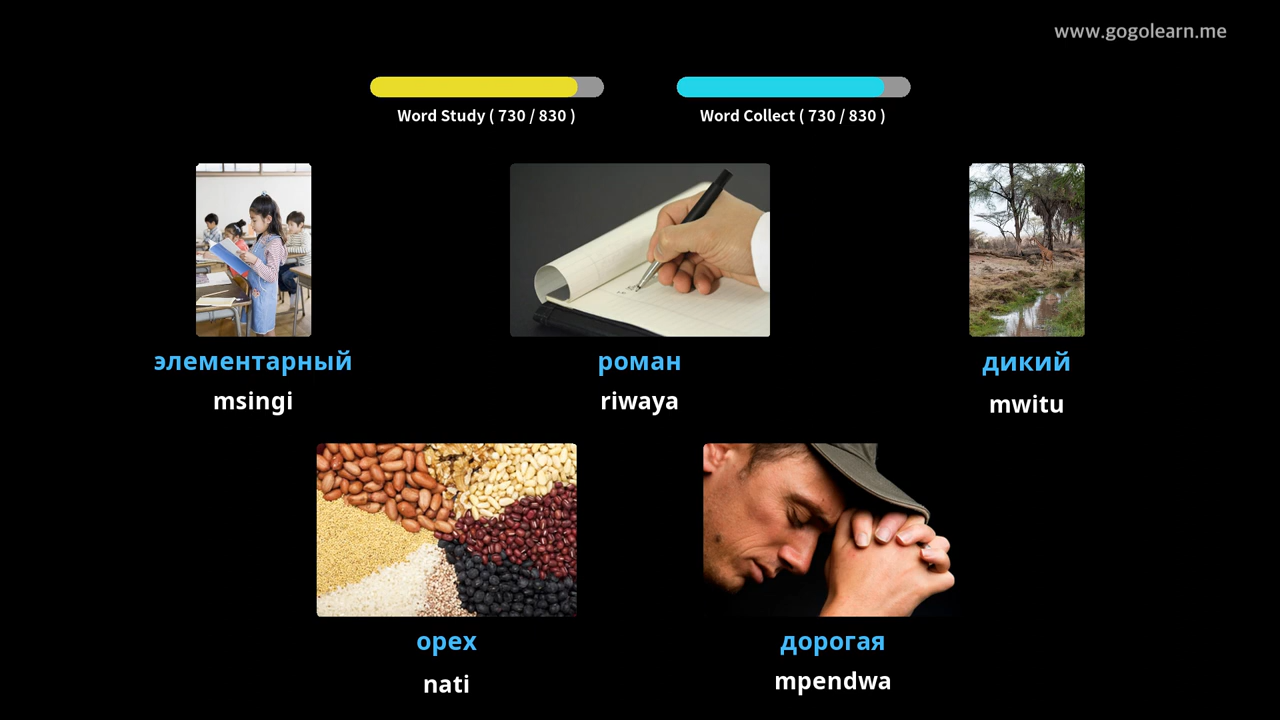 www.gogolearn.me
Word Study ( 730 / 830 )
Word Collect ( 730 / 830 )
элементарный
msingi
роман
riwaya
дикий
mwitu
орех
nati
дорогая
mpendwa